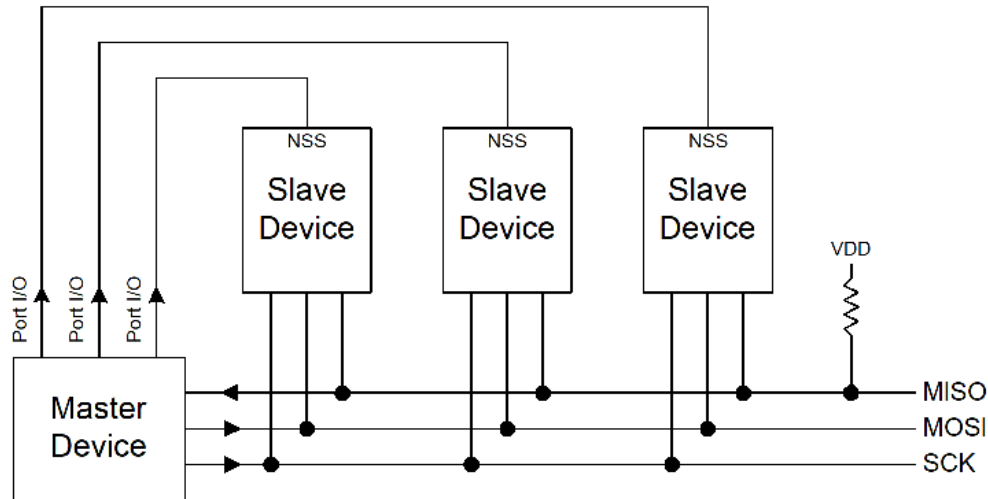 NSS
NSS
NSS
Slave
Device
Slave
Device
Slave
Device
VDD
Port I/O
Port I/O
Port I/O
Master
Device
MISO
MOSI
SCK